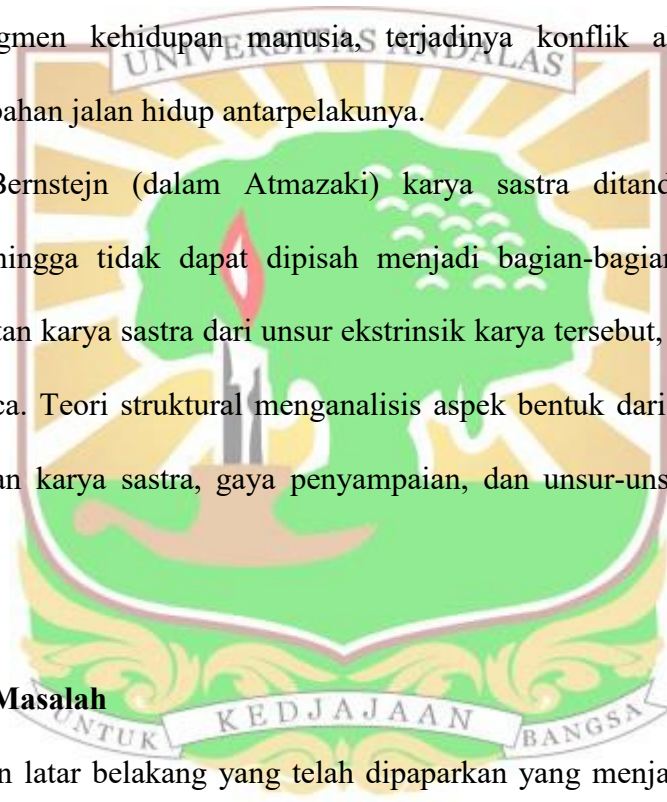 gmen kehidupan manusia, terjadinya konflik a
UNIVERSITAS ANDALAS
bahan jalan hidup antarpelakunya.
Bernstejn (dalam Atmazaki) karya sastra ditand
hingga tidak dapat dipisah menjadi bagian-bagian
tan karya sastra dari unsur ekstrinsik karya tersebut,
ca. Teori struktural menganalisis aspek bentuk dari
an karya sastra, gaya penyampaian, dan unsur-uns
Masalah
UNTUK KEDJAJAAN BANGSA
n latar belakang yang telah dipaparkan yang menja